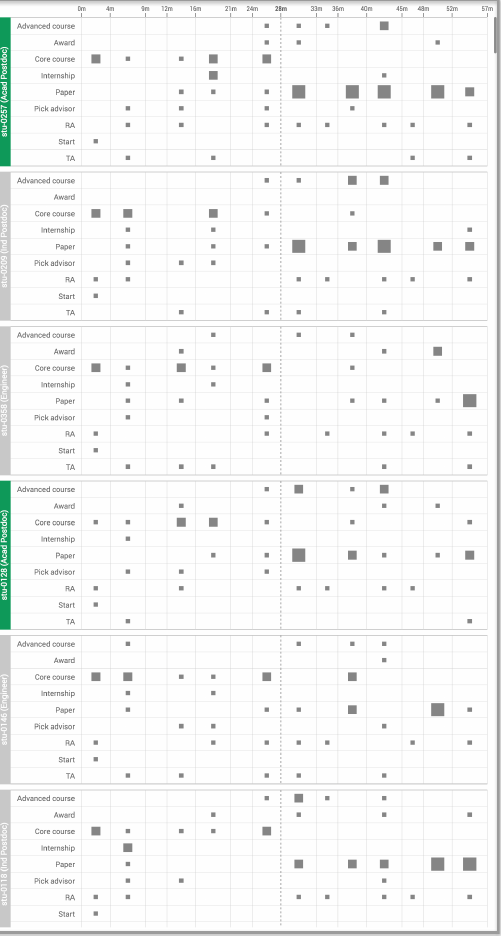 0m 4m 9m 13m 16m 21m 24m 28m 33m 36m 40m 45m 48m 52m 57m
stu-0257 (Acad Postdoc)
Advanced course
Award
Core course
Internship
Paper
Pick advisor
RA
Start
TA
stu-0209 (Ind Postdoc)
Advanced course
Award
Core course
Internship
Paper
Pick advisor
RA
Start
TA
stu-0358 (Engineer)
Advanced course
Award
Core course
Internship
Paper
Pick advisor
RA
Start
TA
stu-0128 (Acad Postdoc)
Advanced course
Award
Core course
Internship
Paper
Pick advisor
RA
Start
TA
stu-0146 (Engineer)
Advanced course
Award
Core course
Internship
Paper
Pick advisor
RA
Start
TA
stu-0118 (Ind Postdoc)
Advanced course
Award
Core course
Internship
Paper
Pick advisor
RA
Start